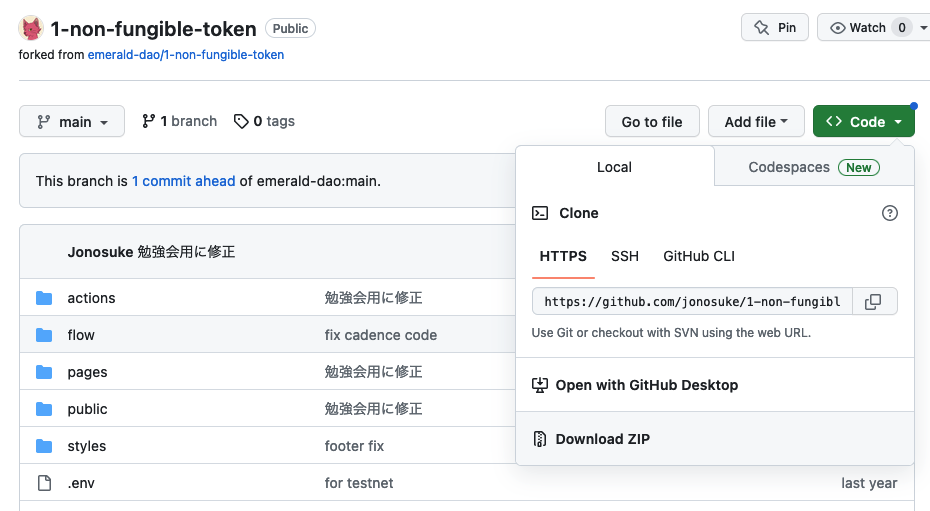 1-non-fungible-token Public
Pin
Watch 0
forked from emerald-dao/1-non-fungible-token
main
1 branch
0 tags
Go to file
Add file
Code
This branch is 1 commit ahead of emerald-dao:main.
Local
Codespaces New
Clone
HTTPS SSH GitHub CLI
https://github.com/jonosuke/1-non-fungibl
Use Git or checkout with SVN using the web URL.
Open with GitHub Desktop
Download ZIP
Jonosuke 勉強会用に修正
actions 勉強会用に修正
flow fix cadence code
pages 勉強会用に修正
public 勉強会用に修正
styles footer fix
.env for testnet last year